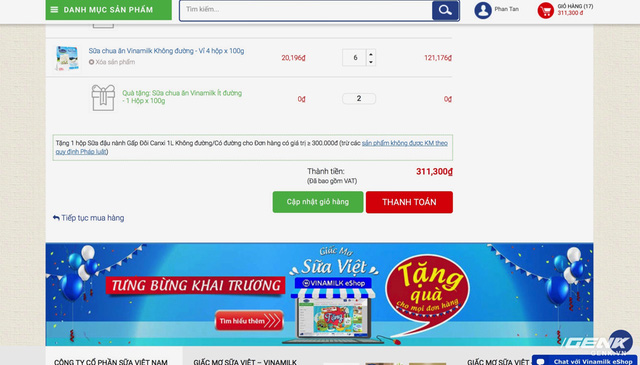 DANH MỤC SẢN PHẨM
Tìm kiếm...
Phan Tan
GIỎ HÀNG (17)
311,300 đ
Sữa chua ăn Vinamilk Không đường - Vỉ 4 hộp x 100g
Xóa sản phẩm
20,196₫
6
121,176₫
Quà tặng: Sữa chua ăn Vinamilk Ít đường
- 1 Hộp x 100g
0₫
2
0₫
Tặng 1 hộp Sữa đậu nành Gấp Đôi Canxi 1L Không đường/Có đường cho Đơn hàng có giá trị ≥ 300.000đ (trừ các sản phẩm không được KM theo
quy định Pháp luật)
Thành tiền:
311,300₫
(Đã bao gồm VAT)
Cập nhật giỏ hàng
THANH TOÁN
Tiếp tục mua hàng
Giấc Mơ
Sữa Việt
VINAMILK eShop
TƯNG BỪNG KHAI TRƯƠNG
Tìm hiểu thêm
Tặng
quà
cho mọi đơn hàng
GENK
GENK.VN
CÔNG TY CỔ PHẦN SỮA VIỆT NAM
GIẤC MƠ SỮA VIỆT – VINAMILK
GIẤC MƠ SỮA VIỆT
Chat với Vinamilk eShop